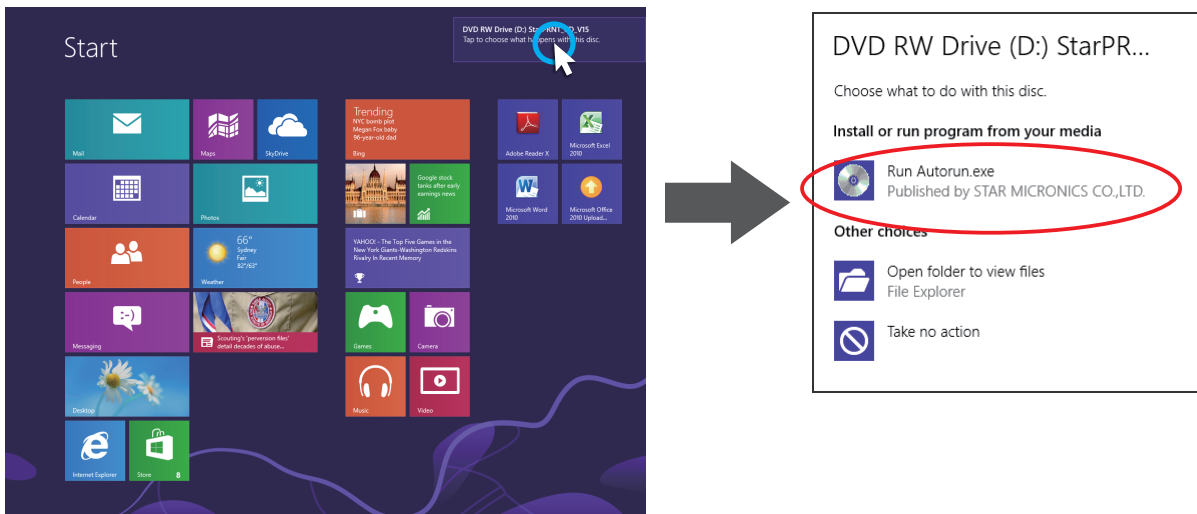 Start
DVD RW Drive (D:) StarPRNT_CD_V15
Tap to choose what happens with this disc.
Mail
Maps
SkyDrive
Trending
NYC bomb plot
Megan Fox baby
96-year-old dad
Bing
Adobe Reader X
Microsoft Excel
2010
Calendar
Photos
Google stock
tanks after early
earnings news
Microsoft Word
2010
Microsoft Office
2010 Upload...
People
66°
Sydney
Fair
82°/63°
Weather
YAHOO! - The Top Five Games in the
New York Giants-Washington Redskins
Rivalry In Recent Memory
:-)
Messaging
Scouting's 'perversion files'
detail decades of abuse...
Games
Camera
Desktop
Music
Video
Internet Explorer
Store
8
DVD RW Drive (D:) StarPR...
Choose what to do with this disc.
Install or run program from your media
Run Autorun.exe
Published by STAR MICRONICS CO.,LTD.
Other choices
Open folder to view files
File Explorer
Take no action